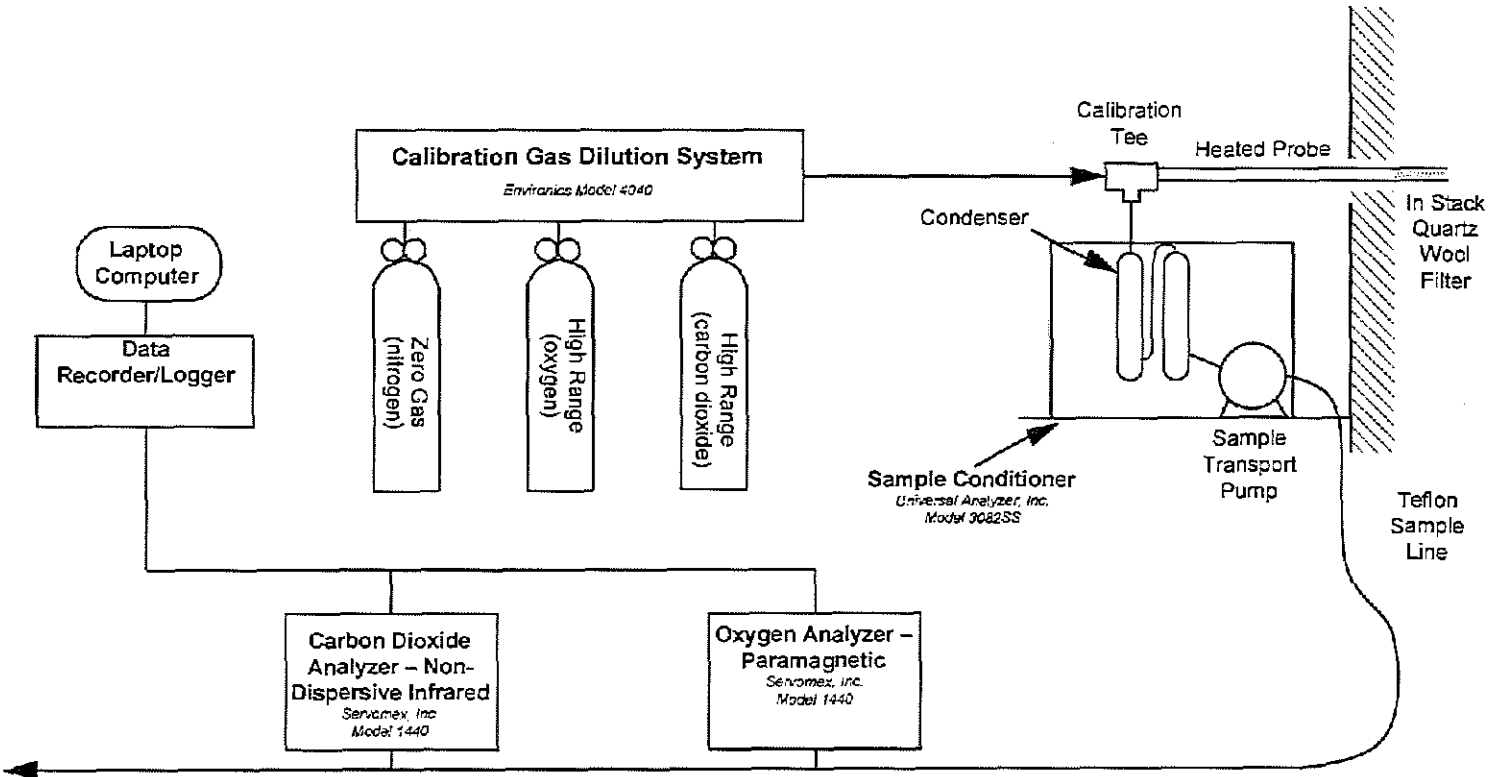 Calibration
Tee
Calibration Gas Dilution System
Environics Model 4040
Heated Probe
In Stack
Quartz
Wool
Filter
Condenser
Laptop
Computer
Data
Recorder/Logger
Zero Gas
(nitrogen)
High Range
(oxygen)
High Range
(carbon dioxide)
Sample Conditioner
Universal Analyzer, Inc.
Model 3082SS
Sample
Transport
Pump
Teflon
Sample
Line
Carbon Dioxide
Analyzer – Non-
Dispersive Infrared
Servomex, Inc
Model 1440
Oxygen Analyzer –
Paramagnetic
Servomex, Inc.
Model 1440